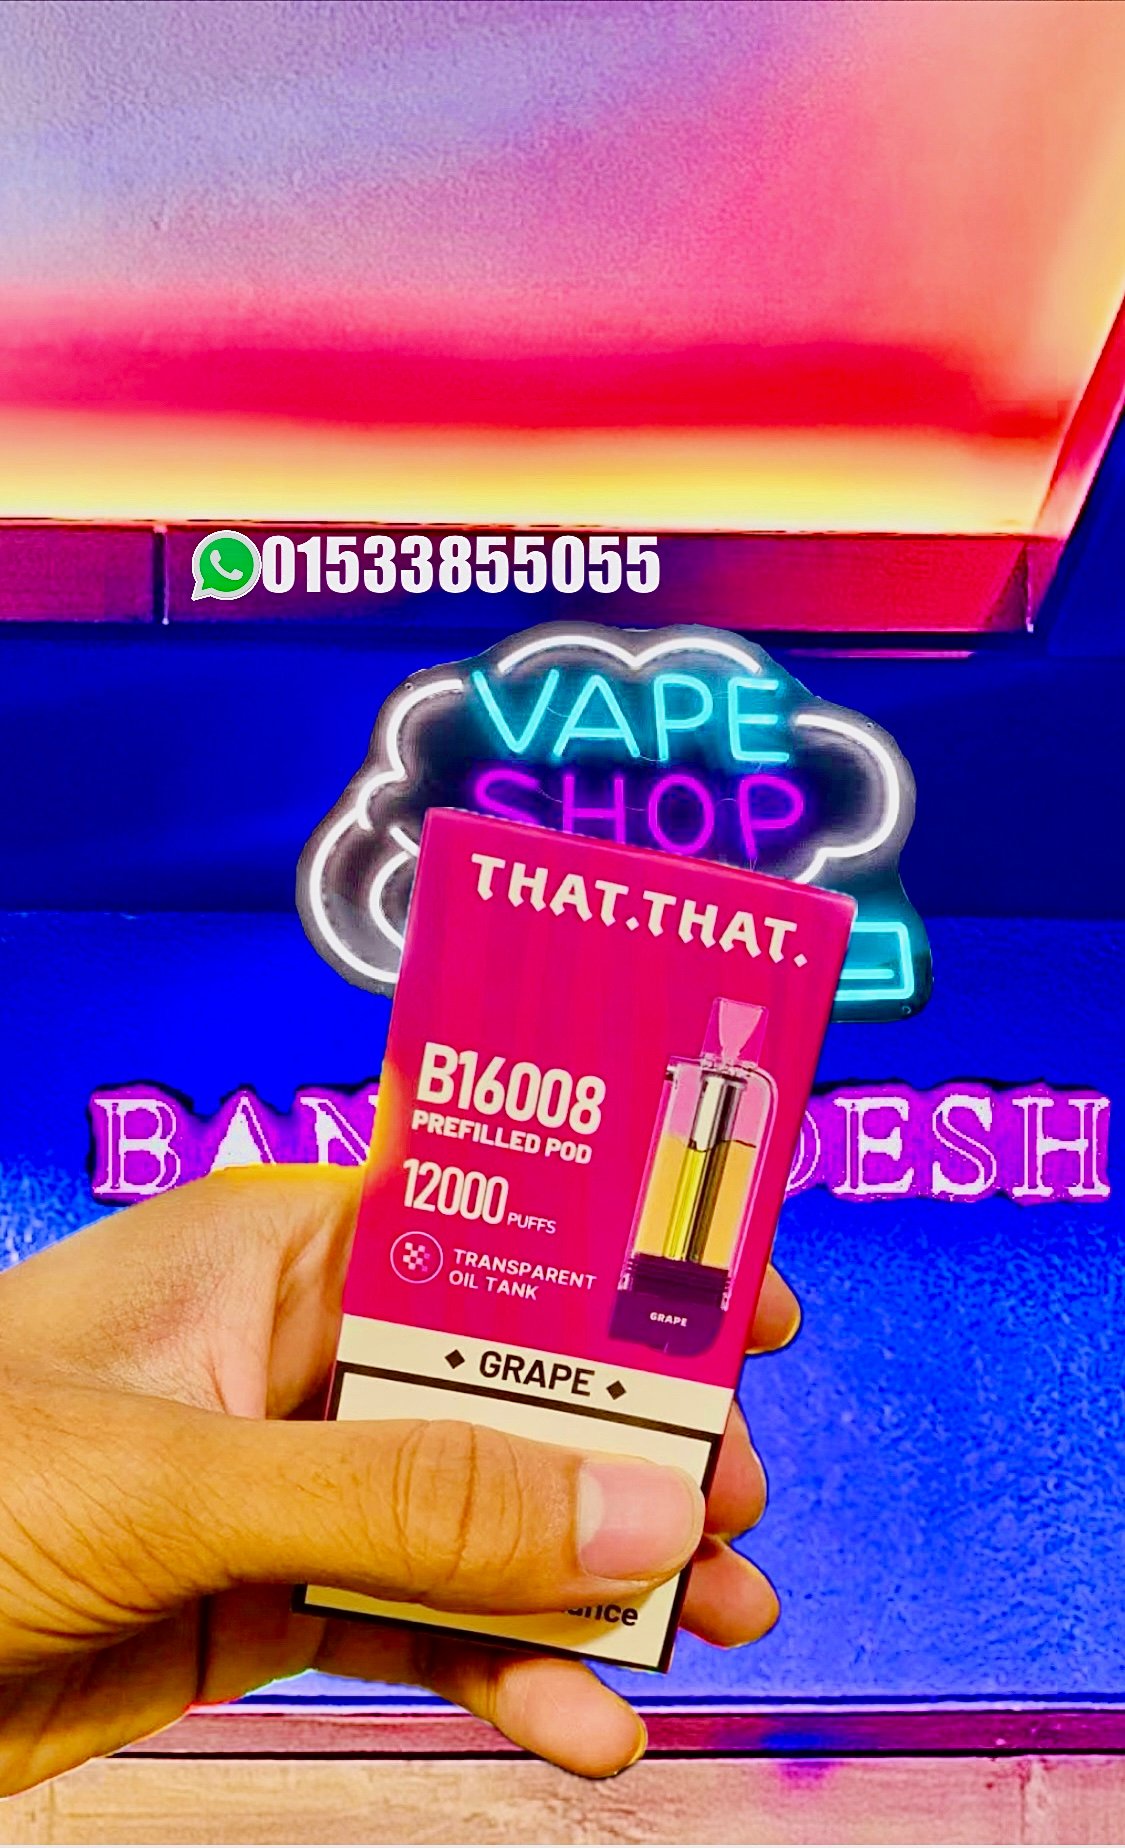 01533855055
VAPE
SHOP
THAT.THAT.
B16008
PREFILLED POD
12000 PUFFS
TRANSPARENT
OIL TANK
GRAPE
GRAPE